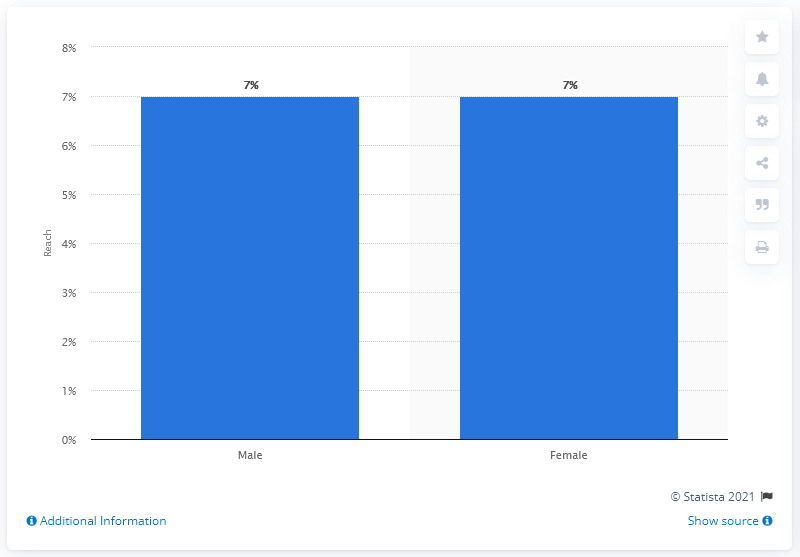 8%
7%
6%
5%
4%
3%
2%
1%
0%
Reach
7%
7%
Male
Female
© Statista 2021
Additional Information
Show source